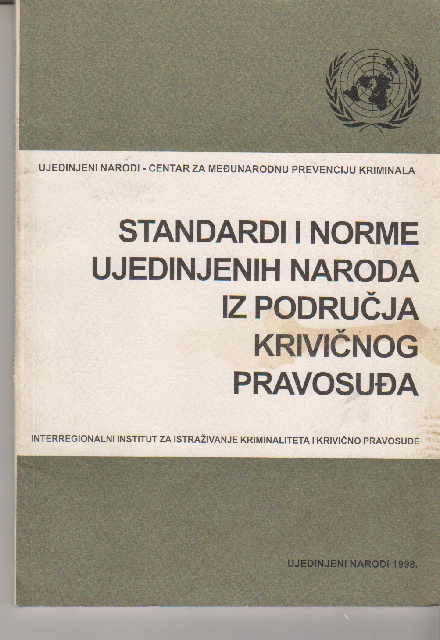 UJEDINJENI NARODI - CENTAR ZA MEĐUNARODNU PREVENCIJU KRIMINALA
STANDARDI I NORME
UJEDINJENIH NARODA
IZ PODRUČJA
KRIVIČNOG
PRAVOSUĐA
INTERREGIONALNI INSTITUT ZA ISTRAŽIVANJE KRIMINALITETA I KRIVIČNO PRAVOSUĐE
UJEDINJENI NARODI 1998.